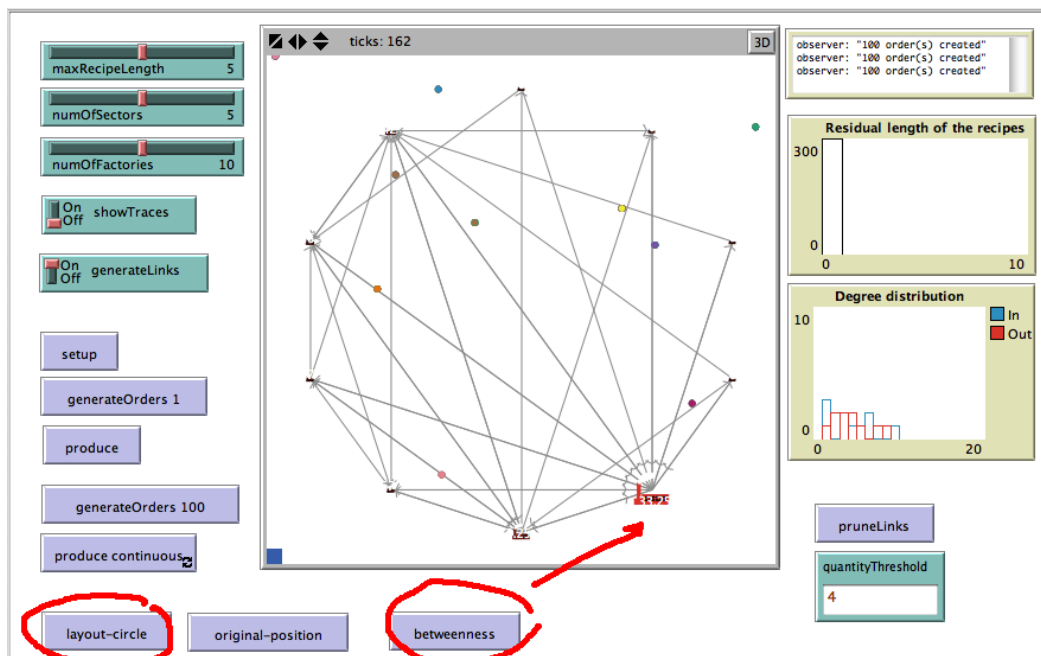 ticks: 162
3D
maxRecipeLength 5
numOfSectors 5
numOfFactories 10
On
Off
showTraces
On
Off
generateLinks
setup
generateOrders 1
produce
generateOrders 100
produce continuous
layout-circle
original-position
betweenness
33.25
observer: "100 order(s) created"
observer: "100 order(s) created"
observer: "100 order(s) created"
Residual length of the recipes
300
0
0
10
Degree distribution
10
In
Out
0
0
20
pruneLinks
quantityThreshold
4